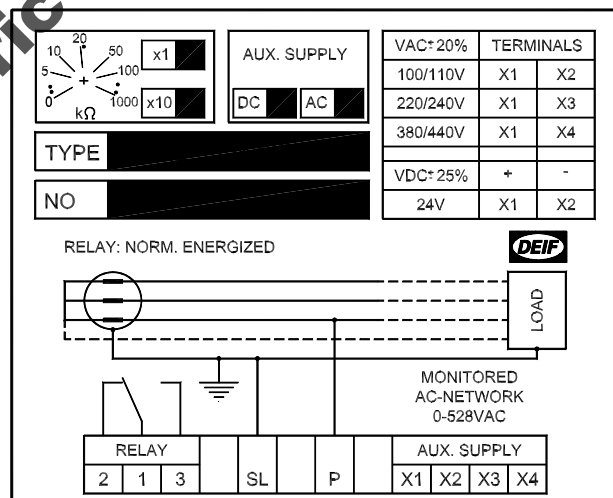 tic
20
10 50
5 100
0 1000
kΩ
x1
x10
AUX. SUPPLY
DC AC
TYPE
NO
VAC±20% TERMINALS
100/110V X1 X2
220/240V X1 X3
380/440V X1 X4
VDC±25% + -
24V X1 X2
RELAY: NORM. ENERGIZED
DEIF
LOAD
MONITORED
AC-NETWORK
0-528VAC
RELAY AUX. SUPPLY
2 1 3 SL P X1 X2 X3 X4